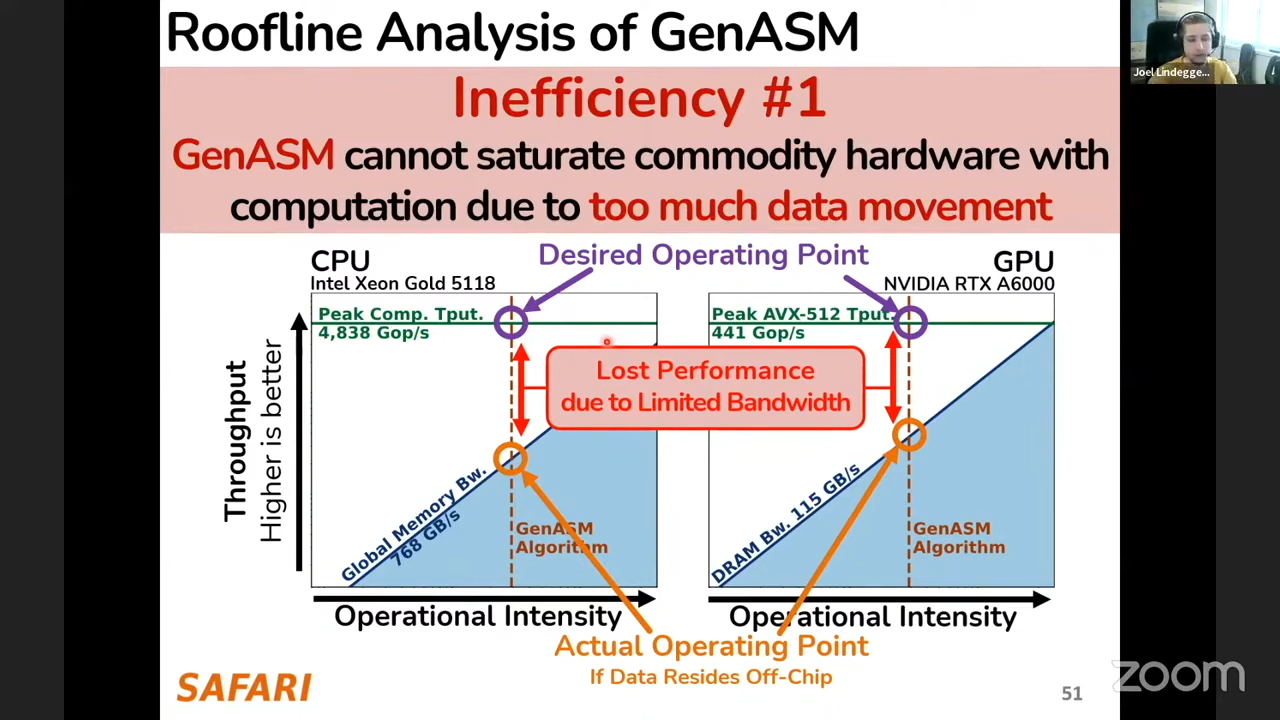 Roofline Analysis of GenASM
Inefficiency #1
GenASM cannot saturate commodity hardware with
computation due to too much data movement
Joel Lindegge...
CPU
Intel Xeon Gold 5118
Desired Operating Point
GPU
NVIDIA RTX A6000
Throughput
Higher is better
Peak Comp. Tput.
4,838 Gop/s
Peak AVX-512 Tput.
441 Gop/s
Lost Performance
due to Limited Bandwidth
Global Memory Bw.
768 GB/s
GenASM
Algorithm
DRAM Bw. 115 GB/s
GenASM
Algorithm
Operational Intensity
Operational Intensity
Actual Operating Point
If Data Resides Off-Chip
SAFARI
51
zoom